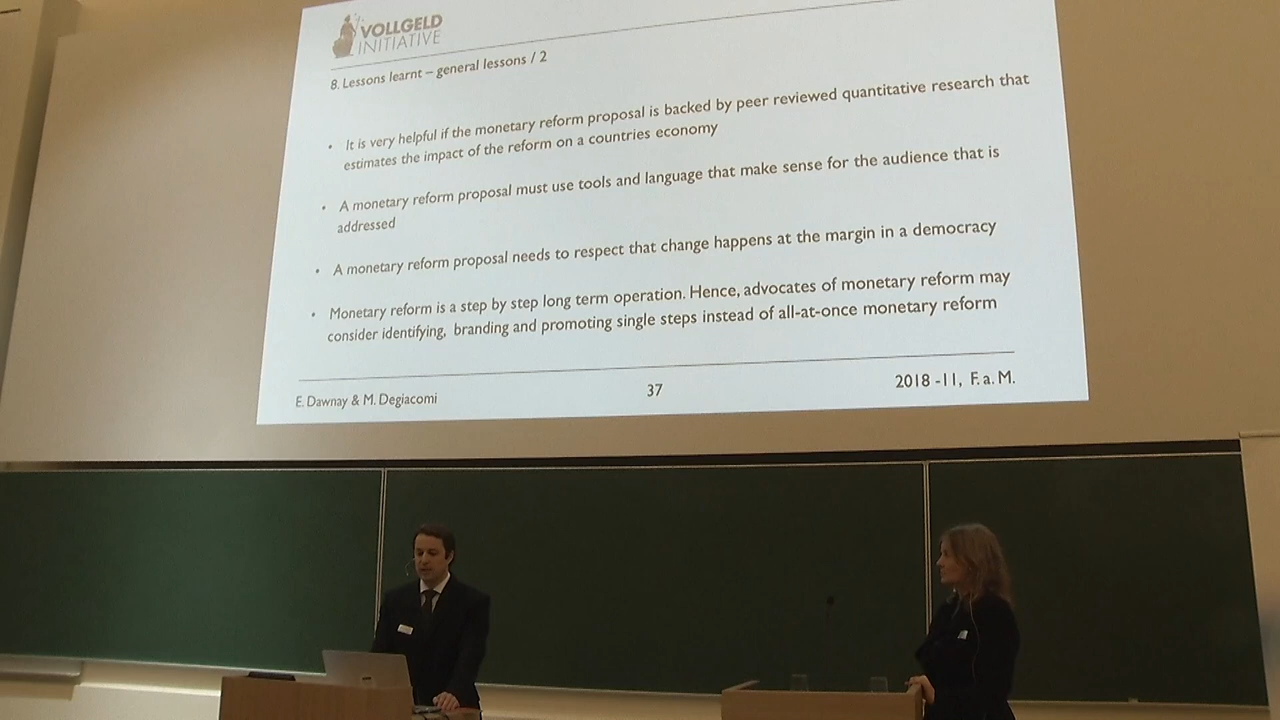 VOLLGELD
INITIATIVE
8. Lessons learnt – general lessons / 2
• It is very helpful if the monetary reform proposal is backed by peer reviewed quantitative research that
estimates the impact of the reform on a countries economy
• A monetary reform proposal must use tools and language that make sense for the audience that is
addressed
• A monetary reform proposal needs to respect that change happens at the margin in a democracy
• Monetary reform is a step by step long term operation. Hence, advocates of monetary reform may
consider identifying, branding and promoting single steps instead of all-at-once monetary reform
E. Dawnay & M. Degiacomi
37
2018 -11, F. a. M.